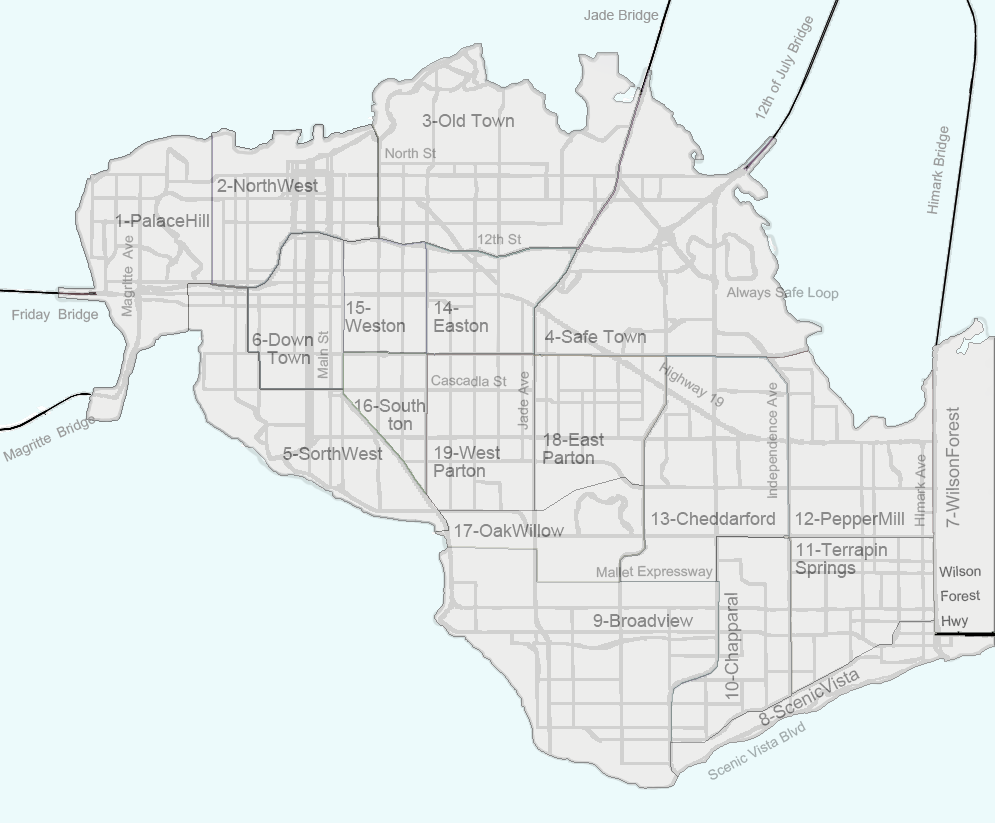 Jade Bridge
12th of July Bridge
Himark Bridge
3-Old Town
North St
2-NorthWest
1-PalaceHill
12th St
Magritte Ave
Always Safe Loop
Friday Bridge
15-
Weston
14-
Easton
4-Safe Town
6-Down
Town
Main St
Highway 19
Cascadla St
Jade Ave
Independence Ave
16-South
ton
Magritte Bridge
5-SorthWest
19-West
Parton
18-East
Parton
HImark Ave
7-WilsonForest
17-OakWillow
13-Cheddarford
12-PepperMill
11-Terrapin
Springs
Mallet Expressway
Wilson
Forest
Hwy
9-Broadview
10-Chapparal
8-ScenicVista
Scenic Vista Blvd